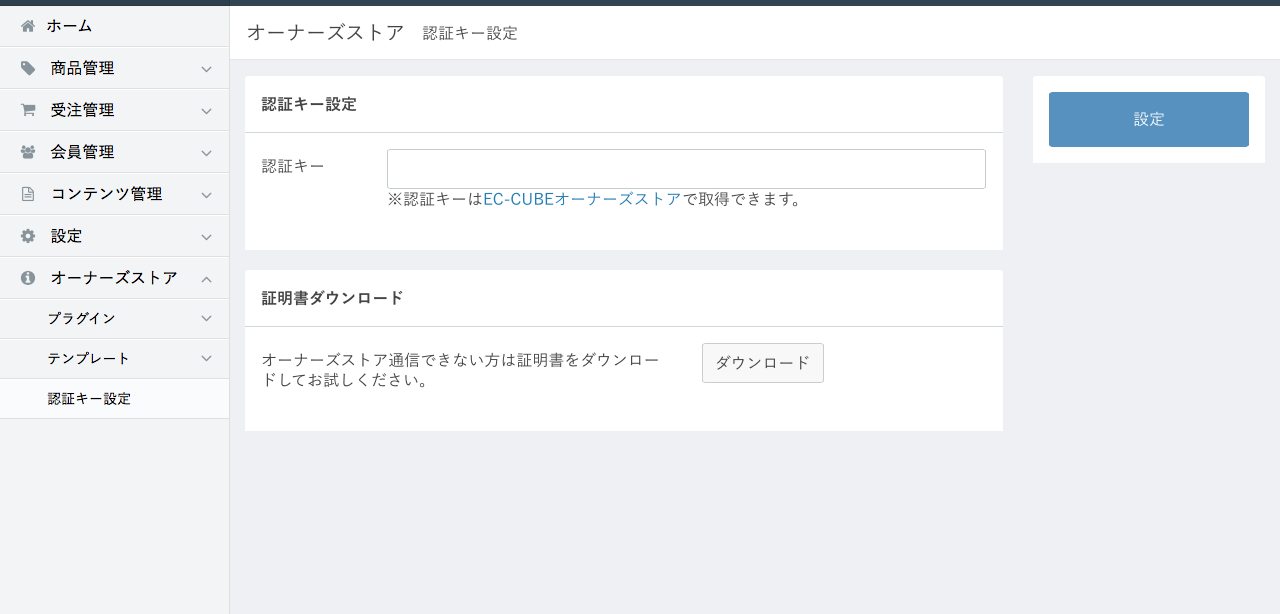 ホーム
商品管理
受注管理
会員管理
コンテンツ管理
設定
オーナーズストア
プラグイン
テンプレート
認証キー設定
オーナーズストア 認証キー設定
認証キー設定
認証キー
※認証キーはEC-CUBEオーナーズストアで取得できます。
証明書ダウンロード
オーナーズストア通信できない方は証明書をダウンロー
ドしてお試しください。
ダウンロード
設定